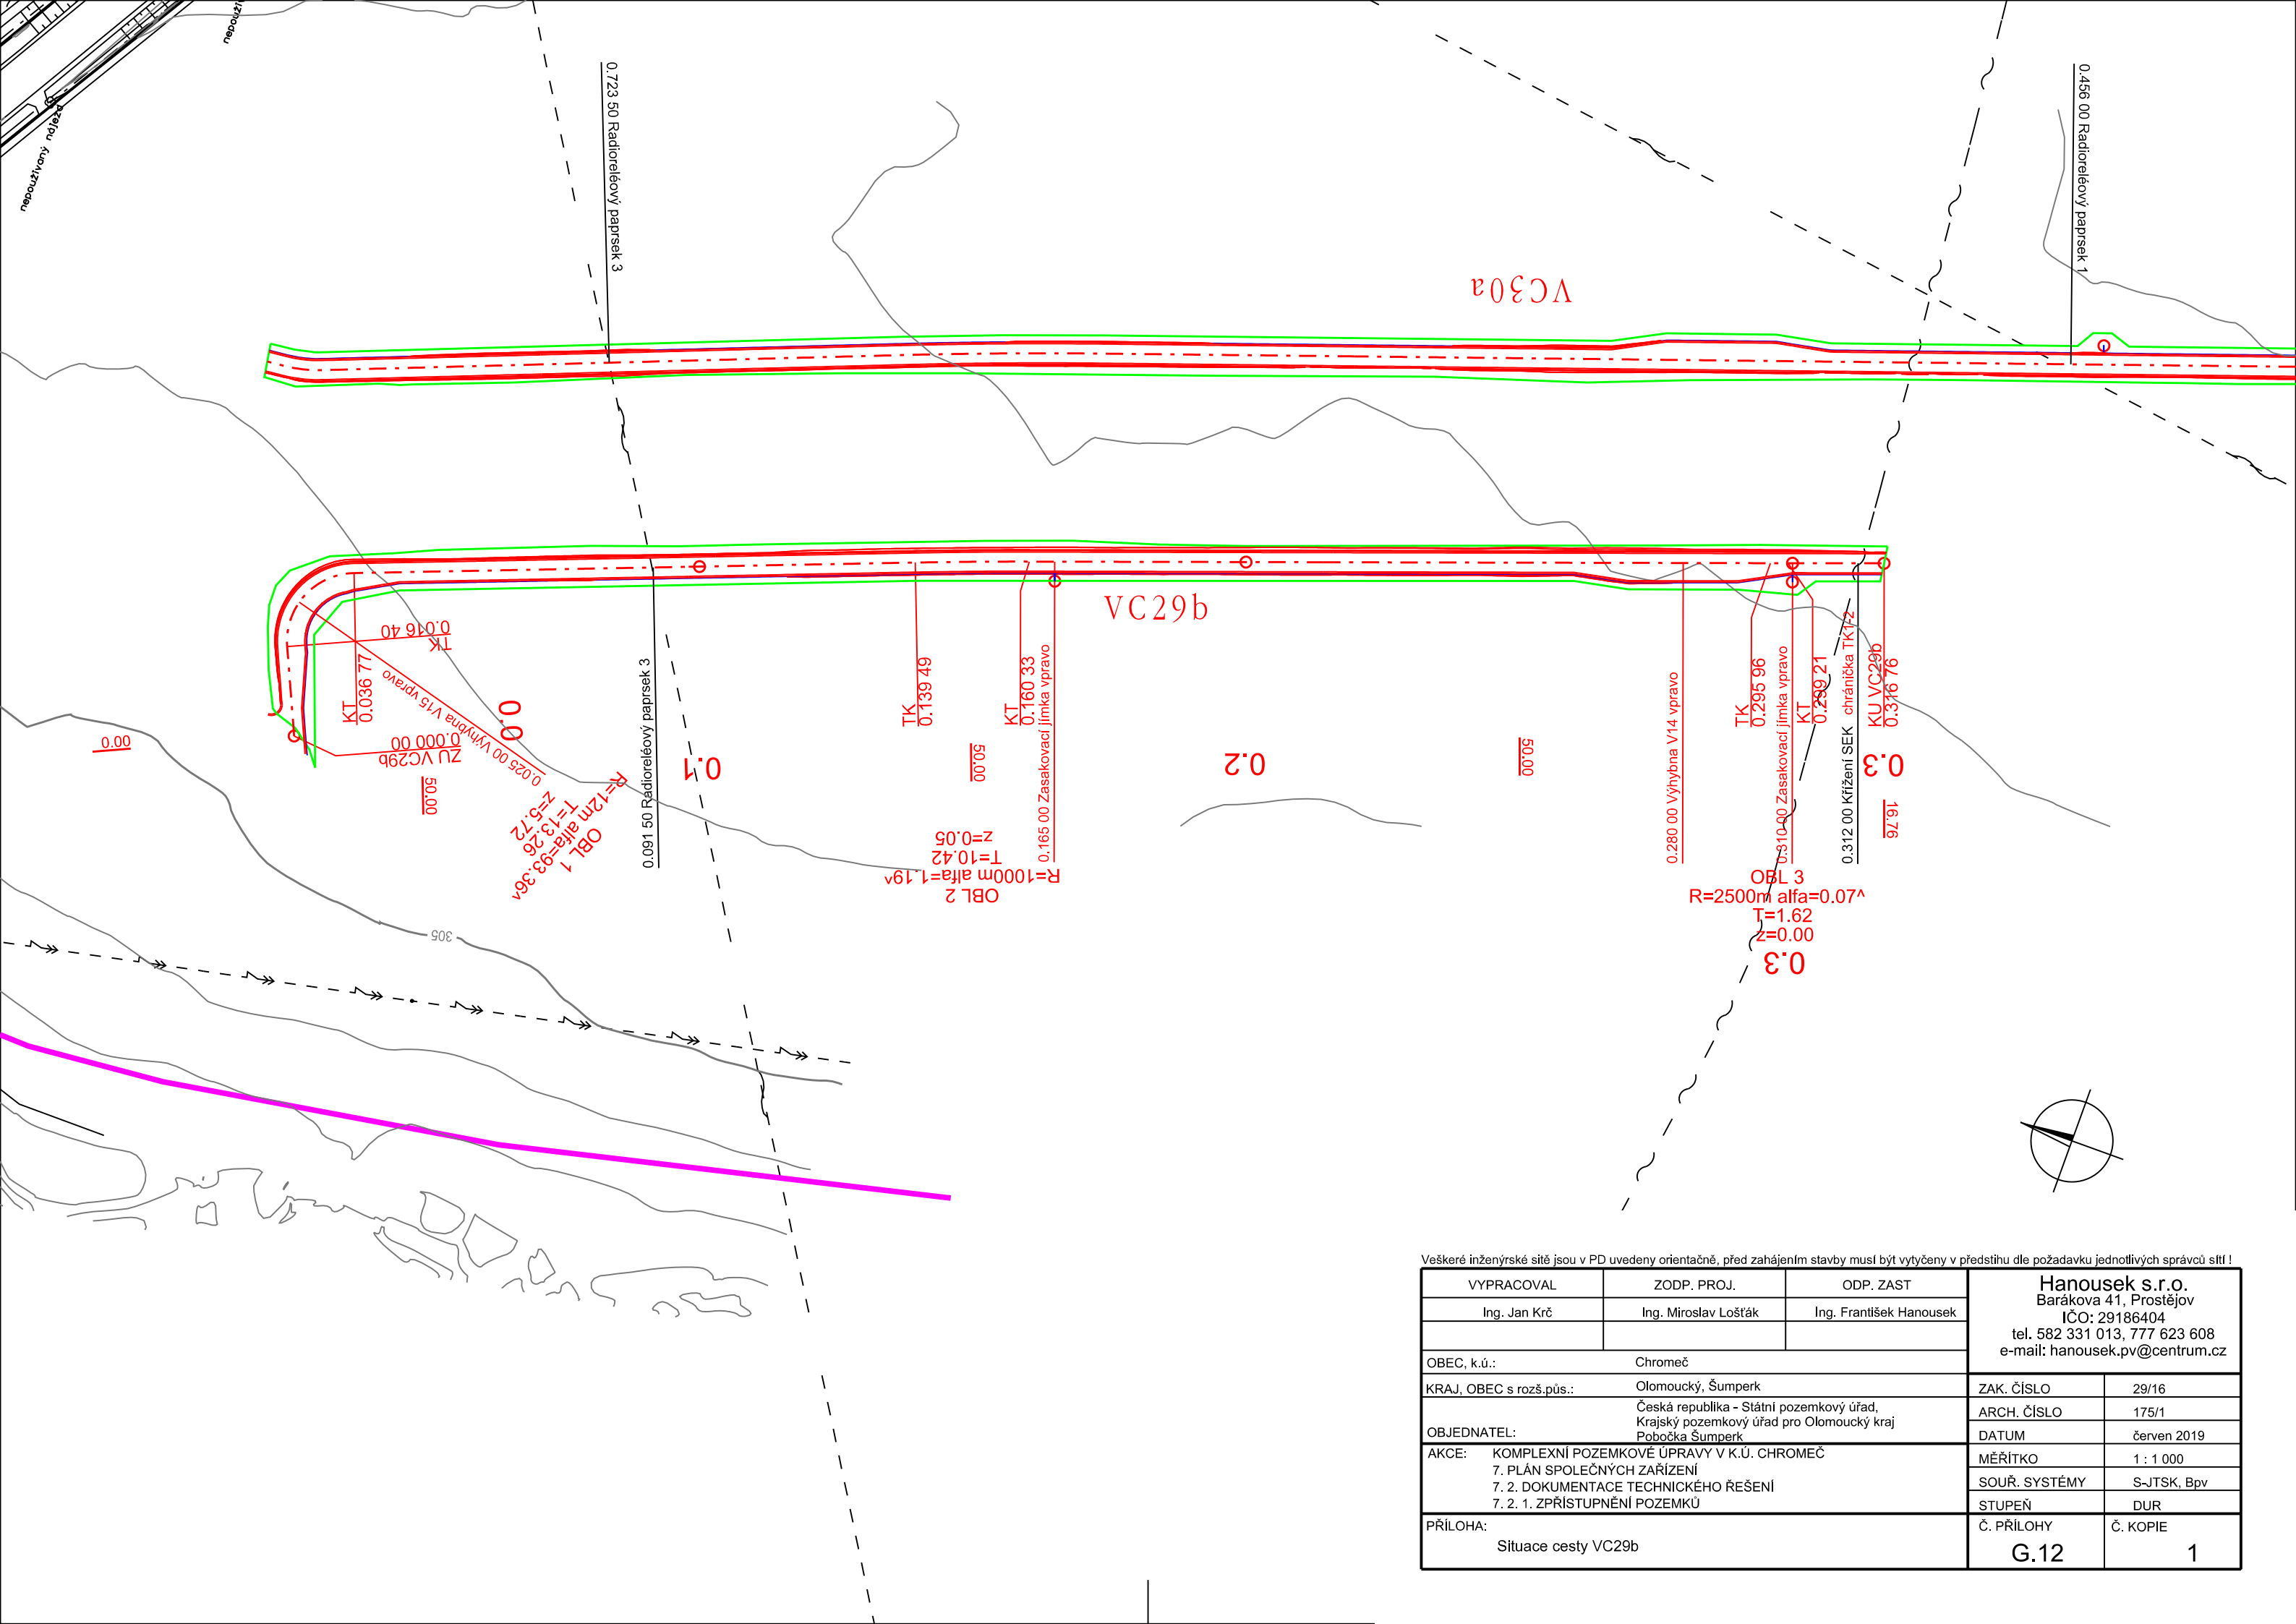 nepoužívaný nájezd
0.723 50 Radioreléový paprsek 3
0.456 00 Radioreléový paprsek 1
VC30a
VC29b
TK
0.016 40
KT
0.036 77
0.025 00 Výhybna V15 vpravo
ZU VC29b
0.000 00
0.00
50.00
0.0
OBL 1
R=12m alfa=93.36^
T=13.26
z=5.72
0.091 50 Radioreléový paprsek 3
0.1
TK
0.139 49
KT
0.160 33
50.00
0.165 00 Zasakovací jímka vpravo
OBL 2
R=1000m alfa=1.19^
T=10.42
z=0.05
0.2
50.00
0.280 00 Výhybna V14 vpravo
TK
0.295 96
0.310 00 Zasakovací jímka vpravo
KT
0.299 21
0.312 00 Křížení SEK chránička TK1-2
KU VC29b
0.316 76
0.3
16.76
OBL 3
R=2500m alfa=0.07^
T=1.62
z=0.00
0.3
305
Veškeré inženýrské sítě jsou v PD uvedeny orientačně, před zahájením stavby musí být vytyčeny v předstihu dle požadavku jednotlivých správců sítí !
VYPRACOVAL ZODP. PROJ. ODP. ZAST
Ing. Jan Krč Ing. Miroslav Lošťák Ing. František Hanousek
Hanousek s.r.o.
Barákova 41, Prostějov
IČO: 29186404
tel. 582 331 013, 777 623 608
e-mail: hanousek.pv@centrum.cz
OBEC, k.ú.: Chromeč
KRAJ, OBEC s rozš.půs.: Olomoucký, Šumperk
OBJEDNATEL: Česká republika - Státní pozemkový úřad,
Krajský pozemkový úřad pro Olomoucký kraj
Pobočka Šumperk
AKCE: KOMPLEXNÍ POZEMKOVÉ ÚPRAVY V K.Ú. CHROMEČ
7. PLÁN SPOLEČNÝCH ZAŘÍZENÍ
7. 2. DOKUMENTACE TECHNICKÉHO ŘEŠENÍ
7. 2. 1. ZPŘÍSTUPNĚNÍ POZEMKŮ
PŘÍLOHA:
Situace cesty VC29b
ZAK. ČÍSLO 29/16
ARCH. ČÍSLO 175/1
DATUM červen 2019
MĚŘÍTKO 1 : 1 000
SOUŘ. SYSTÉMY S-JTSK, Bpv
STUPEŇ DUR
Č. PŘÍLOHY Č. KOPIE
G.12 1